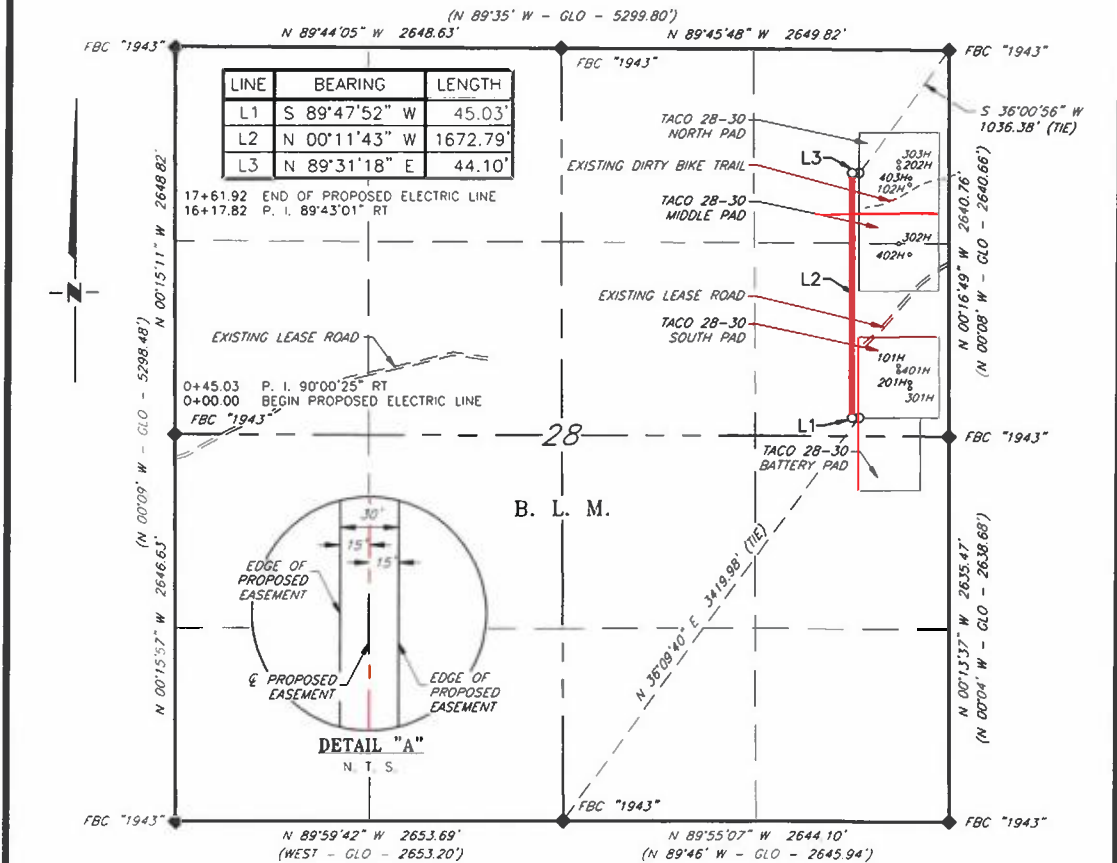 (N 89°35' W - GLO - 5299.80')
N 89°44'05" W 2648.63'
N 89°45'48" W 2649.82'
FBC "1943"
FBC "1943"
FBC "1943"
LINE BEARING LENGTH
L1 S 89°47'52" W 45.03'
L2 N 00°11'43" W 1672.79'
L3 N 89°31'18" E 44.10'
S 36°00'56" W
1036.38' (TIE)
TACO 28-30
NORTH PAD
L3
303H
202H
403H
102H
EXISTING DIRTY BIKE TRAIL
17+61.92 END OF PROPOSED ELECTRIC LINE
16+17.82 P. I. 89°43'01" RT
TACO 28-30
MIDDLE PAD
302H
402H
N 00°15'11" W 2648.82'
N 00°16'49" W 2640.76'
(N 00°08' W - GLO - 2640.66')
N
L2
EXISTING LEASE ROAD
TACO 28-30
SOUTH PAD
EXISTING LEASE ROAD
101H
401H
201H
301H
(N 00°09' W - GLO - 5298.48')
0+45.03 P. I. 90°00'25" RT
0+00.00 BEGIN PROPOSED ELECTRIC LINE
FBC "1943"
L1
28
FBC "1943"
TACO 28-30
BATTERY PAD
B. L. M.
30'
15'
15'
EDGE OF
PROPOSED
EASEMENT
N 36°09'40" E 3419.98' (TIE)
N 00°15'57" W 2646.63'
N 00°13'37" W 2635.47'
(N 00°04' W - GLO - 2638.68')
℄ PROPOSED
EASEMENT
EDGE OF
PROPOSED
EASEMENT
DETAIL "A"
N. T. S.
FBC "1943"
FBC "1943"
FBC "1943"
N 89°59'42" W 2653.69'
(WEST - GLO - 2653.20')
N 89°55'07" W 2644.10'
(N 89°46' W - GLO - 2645.94')